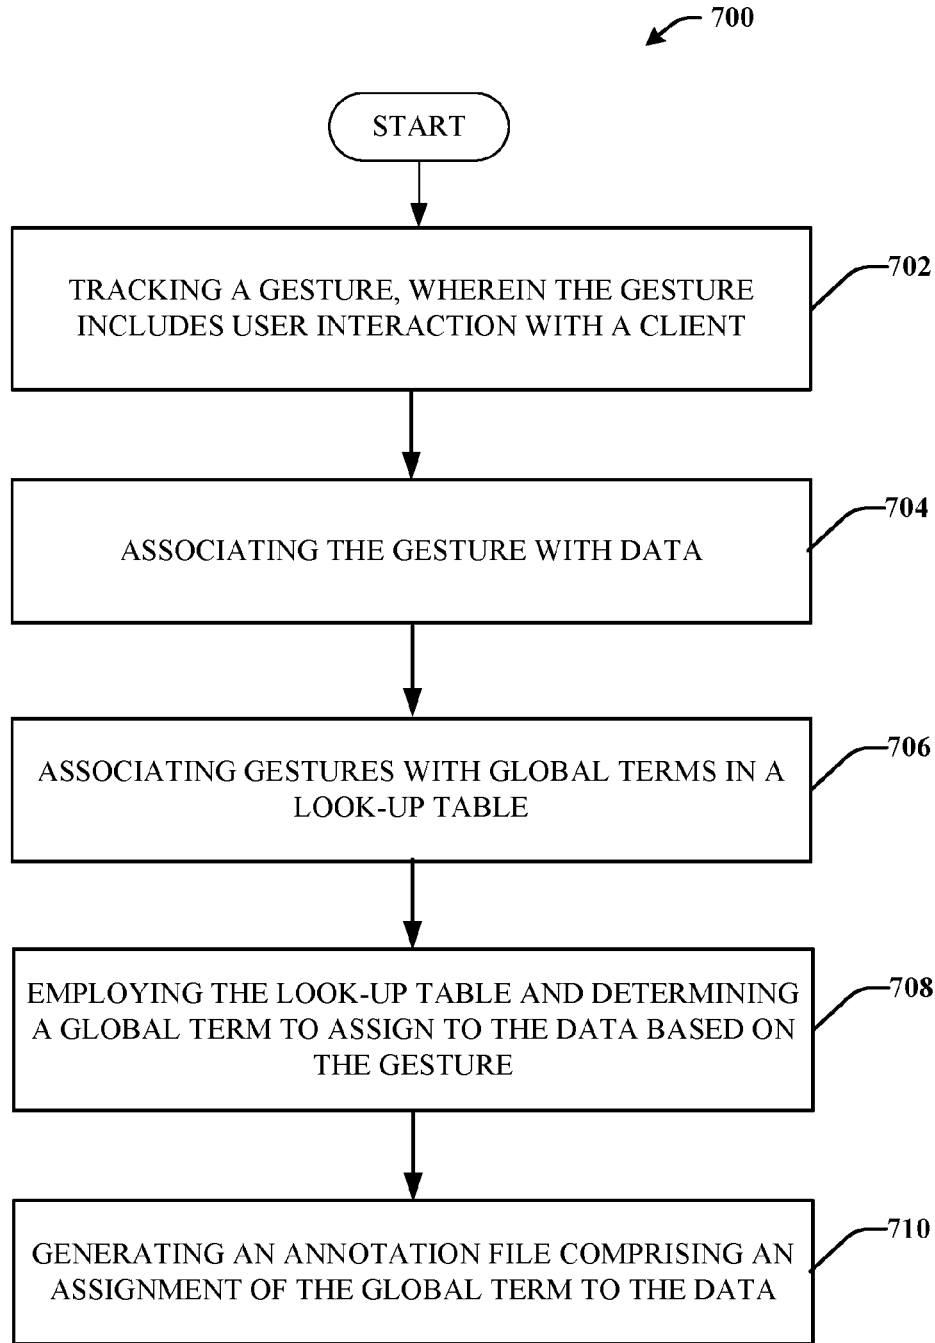 700
START
TRACKING A GESTURE, WHEREIN THE GESTURE
INCLUDES USER INTERACTION WITH A CLIENT
702
ASSOCIATING THE GESTURE WITH DATA
704
ASSOCIATING GESTURES WITH GLOBAL TERMS IN A
LOOK-UP TABLE
706
EMPLOYING THE LOOK-UP TABLE AND DETERMINING
A GLOBAL TERM TO ASSIGN TO THE DATA BASED ON
THE GESTURE
708
GENERATING AN ANNOTATION FILE COMPRISING AN
ASSIGNMENT OF THE GLOBAL TERM TO THE DATA
710